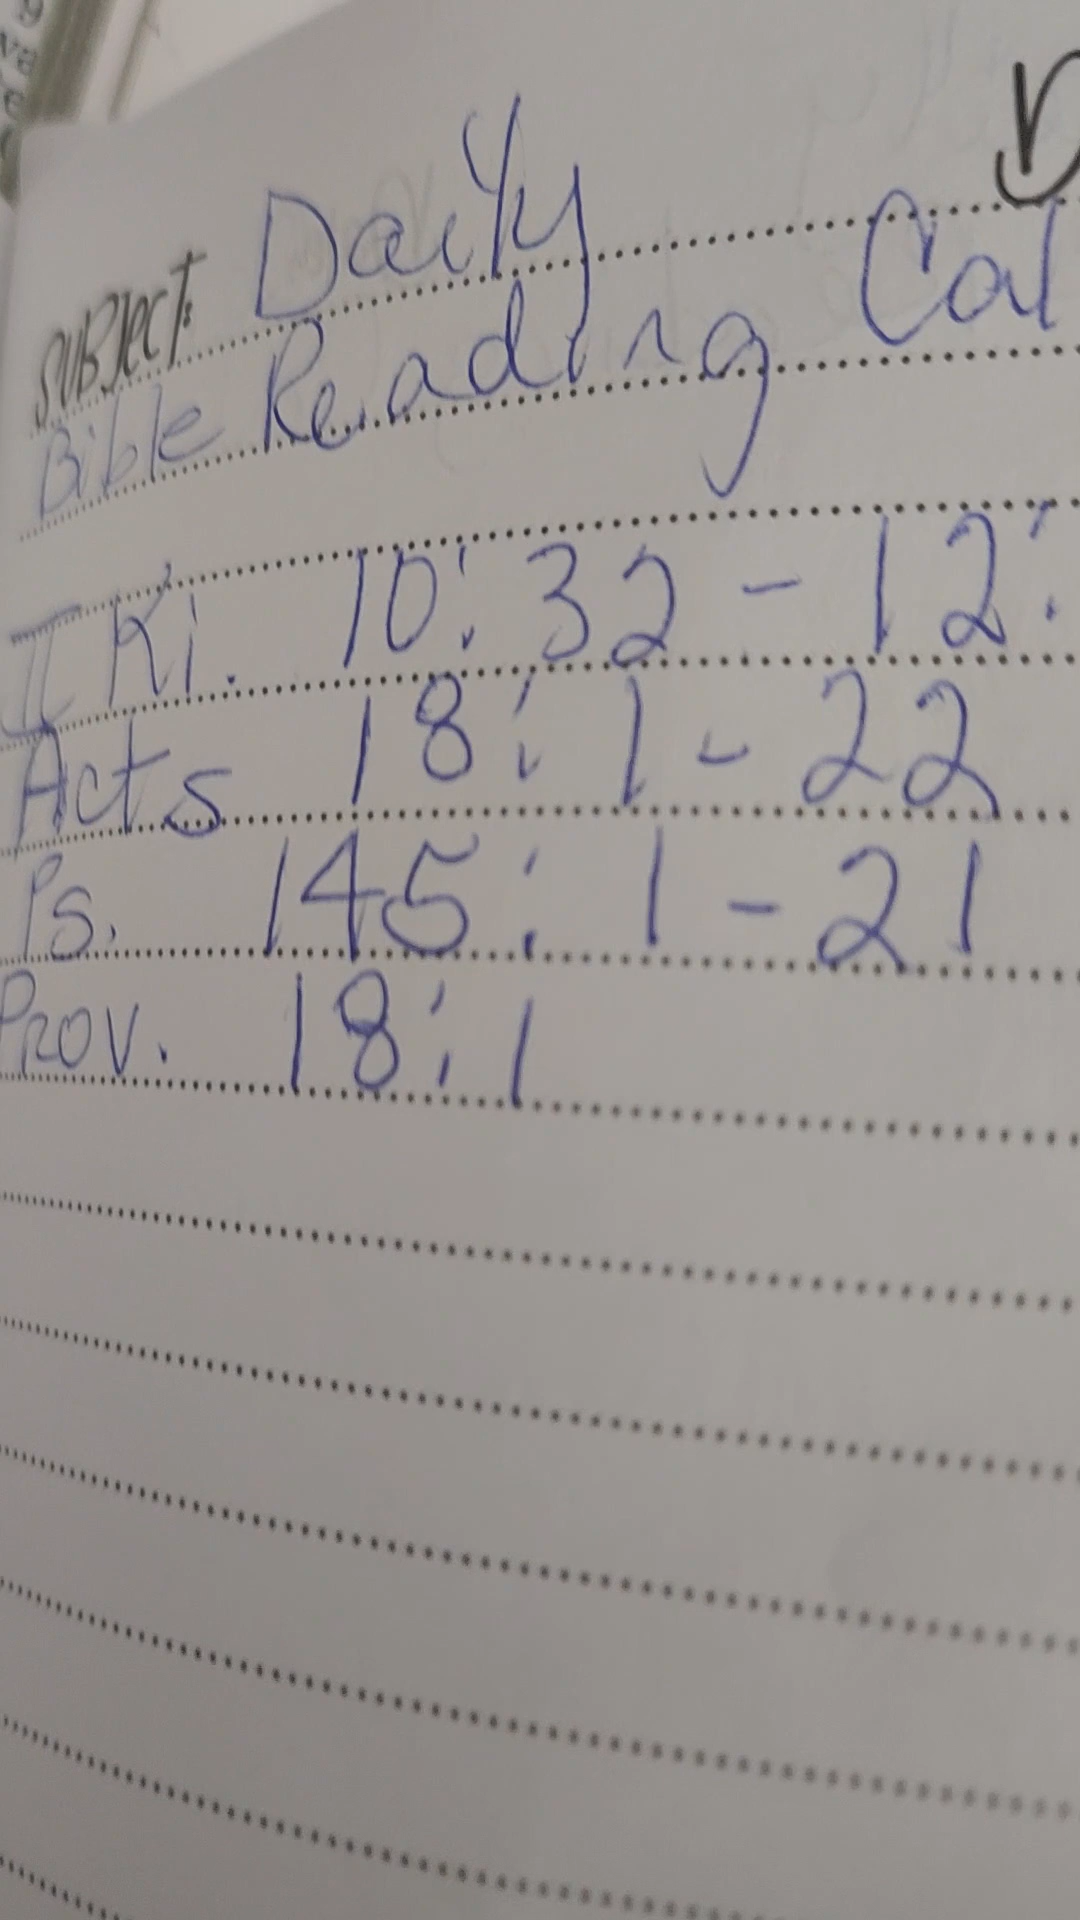 SUBJECT: Daily
Bible Reading Cal
II Ki. 10:32-12:
Acts 18:1-22
Ps. 145:1-21
PROV. 18:1